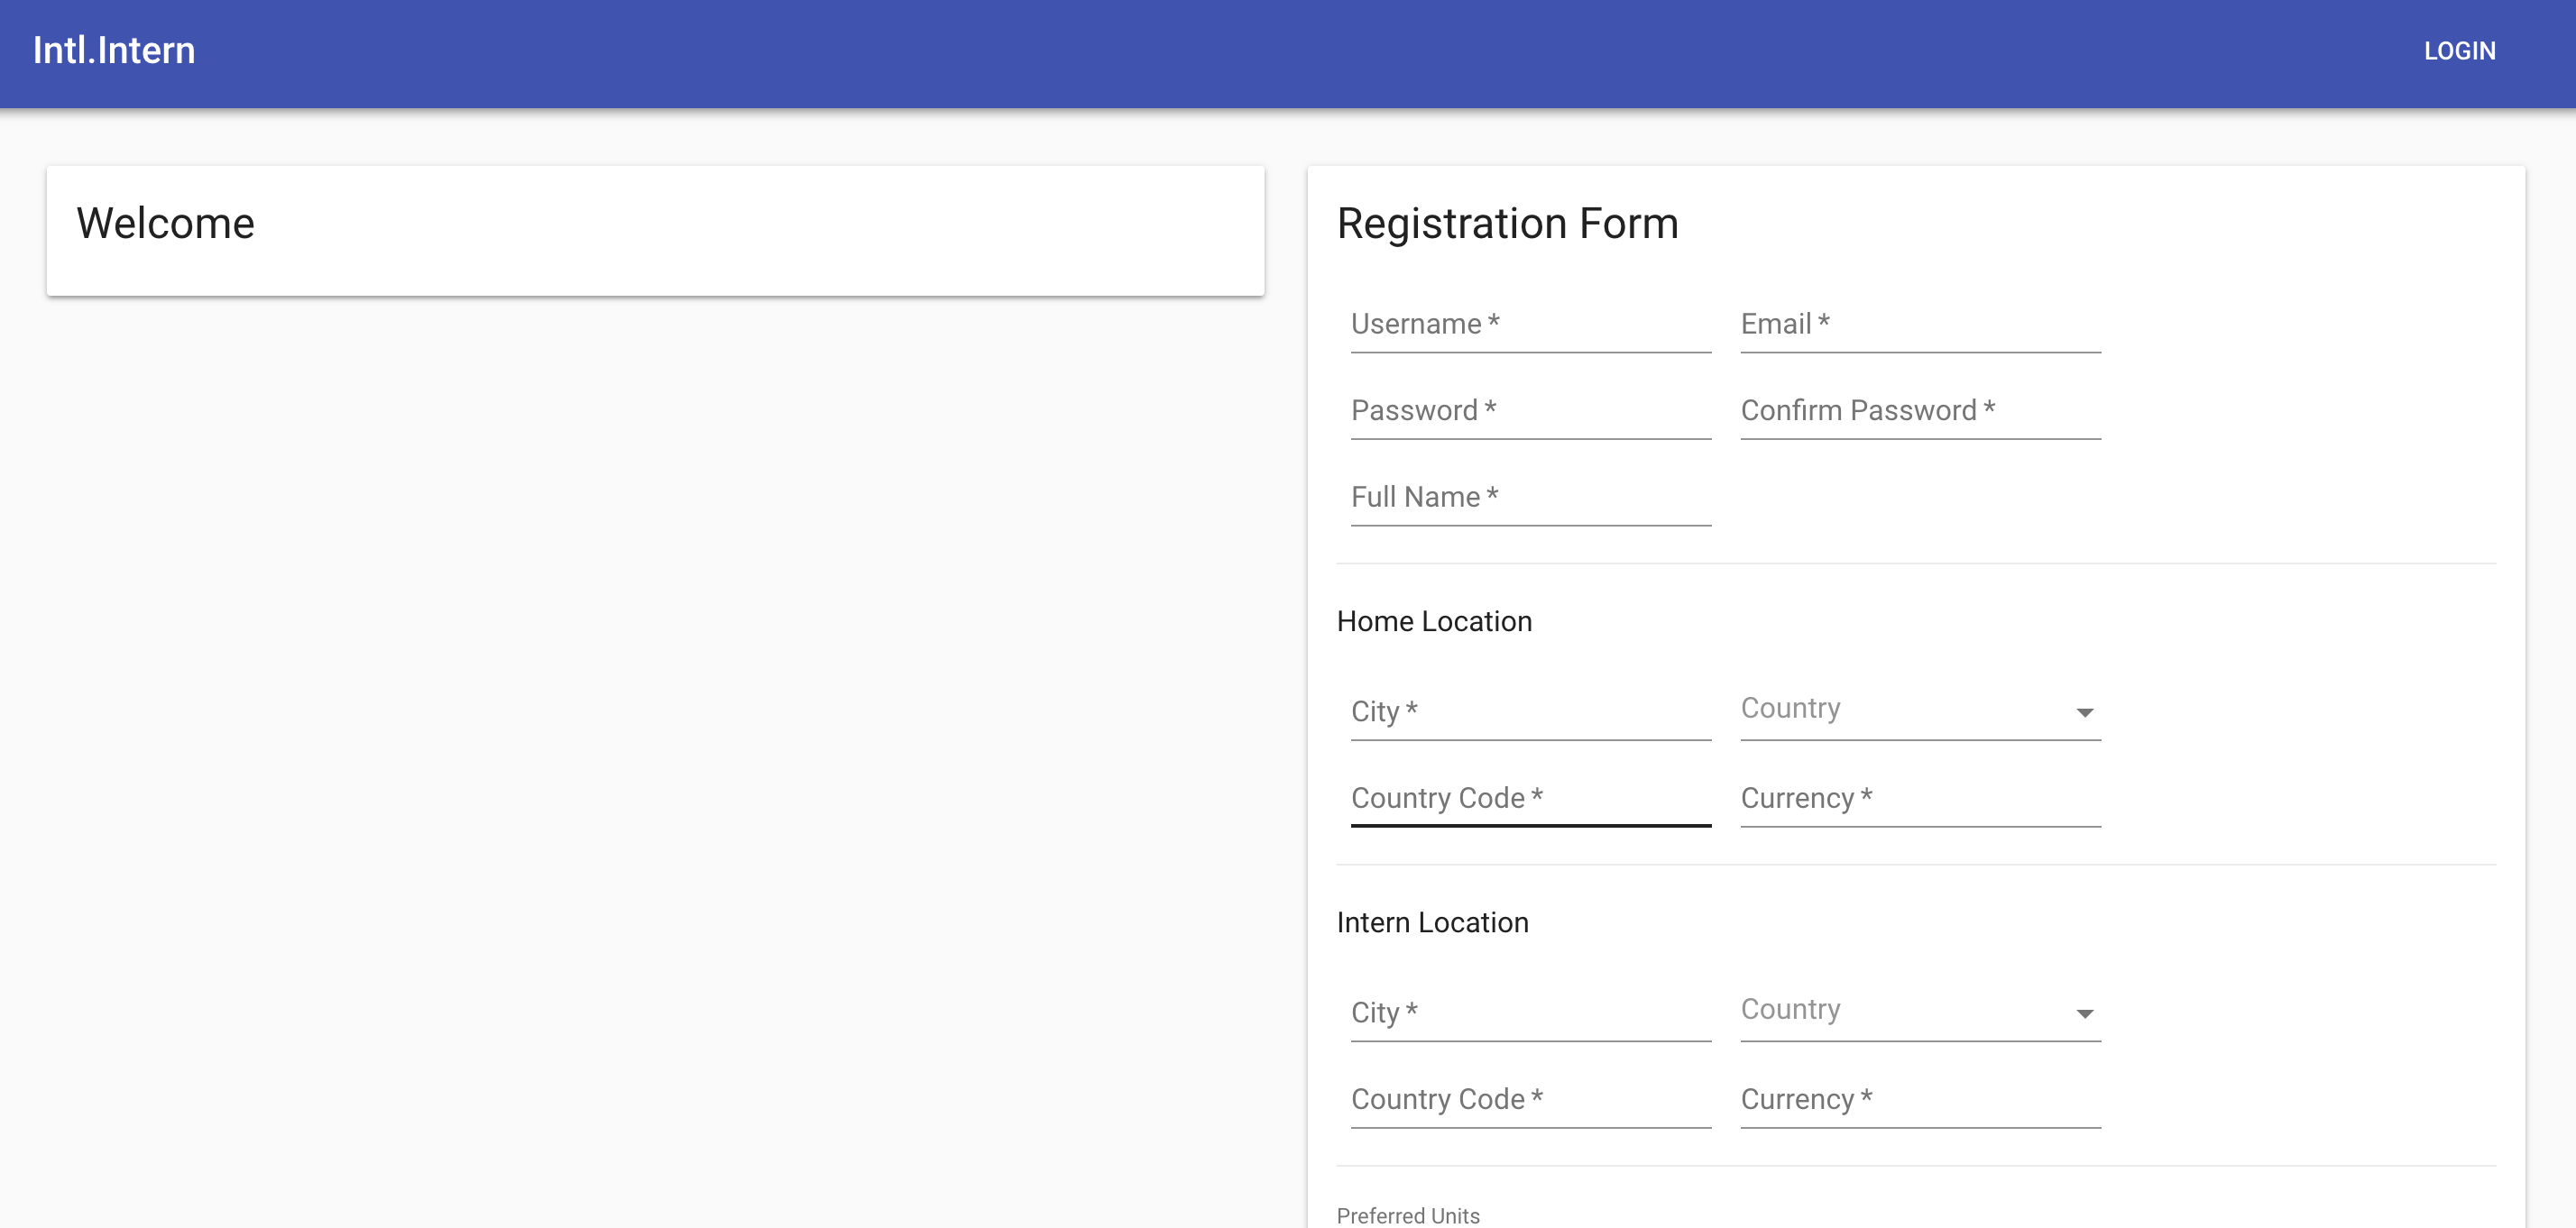 Intl.Intern LOGIN
Welcome
Registration Form
Username * Email *
Password * Confirm Password *
Full Name *
Home Location
City * Country
Country Code * Currency *
Intern Location
City * Country
Country Code * Currency *
Preferred Units